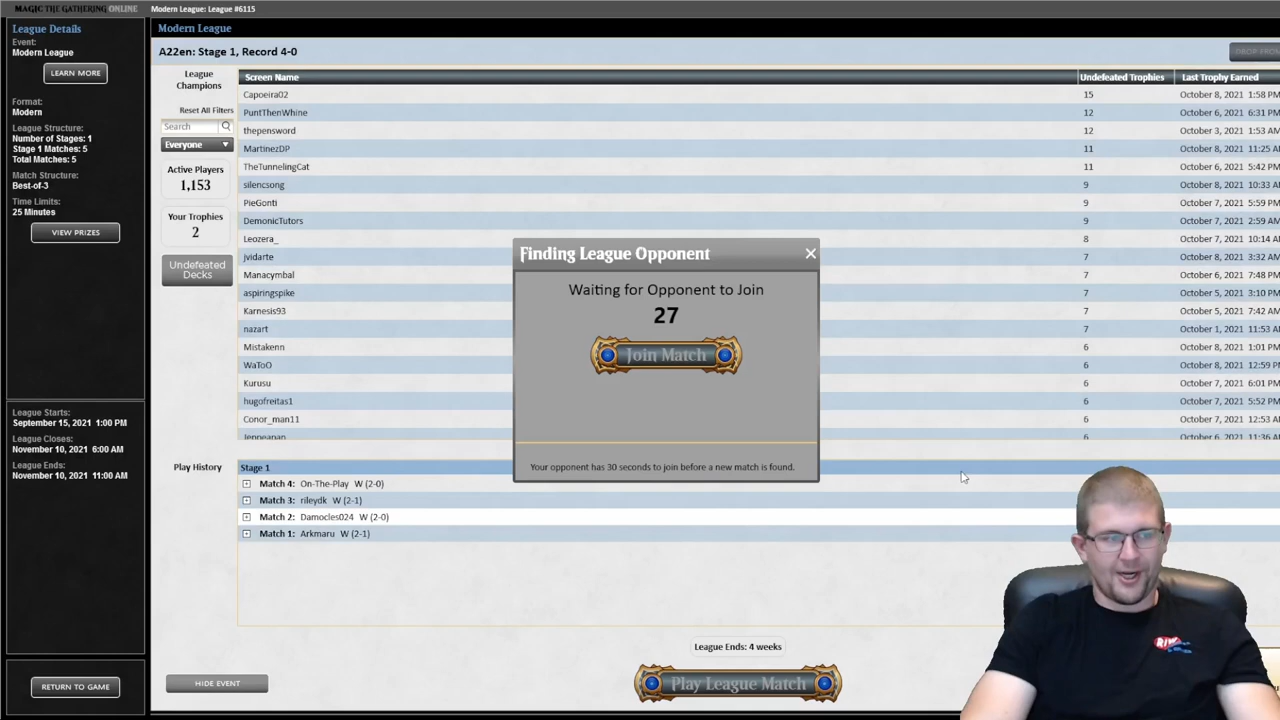 MAGIC THE GATHERING ONLINE
Modern League: League #6115
League Details
Event:
Modern League
LEARN MORE
Format:
Modern
League Structure:
Number of Stages: 1
Stage 1 Matches: 5
Total Matches: 5
Match Structure:
Best-of-3
Time Limits:
25 Minutes
VIEW PRIZES
League Starts:
September 15, 2021 1:00 PM
League Closes:
November 10, 2021 6:00 AM
League Ends:
November 10, 2021 11:00 AM
RETURN TO GAME
Modern League
A22en: Stage 1, Record 4-0
League
Champions
Reset All Filters
Search
Everyone
Active Players
1,153
Your Trophies
2
Undefeated
Decks
Screen Name Undefeated Trophies Last Trophy Earned
Capoeira02 15 October 8, 2021 1:58 PM
PuntThenWhine 12 October 6, 2021 6:31 PM
thepensword 12 October 3, 2021 1:53 AM
MartinezDP 11 October 8, 2021 11:25 AM
TheTunnelingCat 11 October 6, 2021 5:42 PM
silencsong 9 October 8, 2021 10:33 AM
PieGonti 9 October 7, 2021 5:59 PM
DemonicTutors 9 October 7, 2021 2:59 AM
Leozera_ 8 October 7, 2021 10:14 AM
jvidarte 7 October 8, 2021 3:32 AM
Manacymbal 7 October 6, 2021 7:48 PM
aspiringspike 7 October 5, 2021 3:10 PM
Karnesis93 7 October 5, 2021 7:42 AM
nazart 7 October 1, 2021 11:53 AM
Mistakenn 6 October 8, 2021 1:01 PM
WaToO 6 October 8, 2021 12:59 PM
Kurusu 6 October 7, 2021 6:01 PM
hugofreitas1 6 October 7, 2021 5:52 PM
Conor_man11 6 October 7, 2021 12:53 AM
6 October 6, 2021 11:36 AM
Finding League Opponent
Waiting for Opponent to Join
27
Join Match
Your opponent has 30 seconds to join before a new match is found.
Play History
Stage 1
Match 4: On-The-Play W (2-0)
Match 3: rileydk W (2-1)
Match 2: Damocles024 W (2-0)
Match 1: Arkmaru W (2-1)
League Ends: 4 weeks
HIDE EVENT
Play League Match